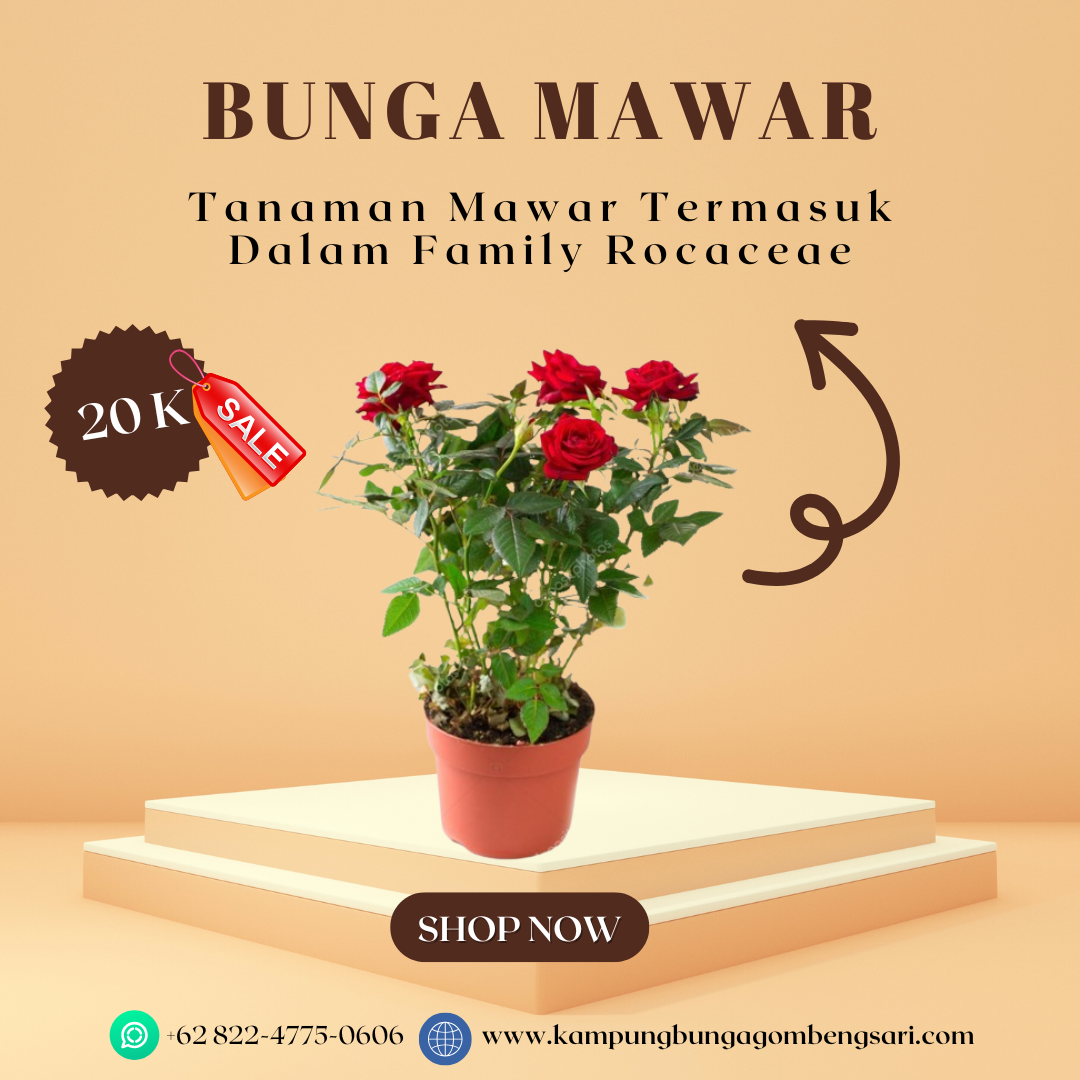 BUNGA MAWAR
Tanaman Mawar Termasuk
Dalam Family Rocaceae
20 K
SALE
SHOP NOW
+62 822-4775-0606
www.kampungbungagombengsari.com